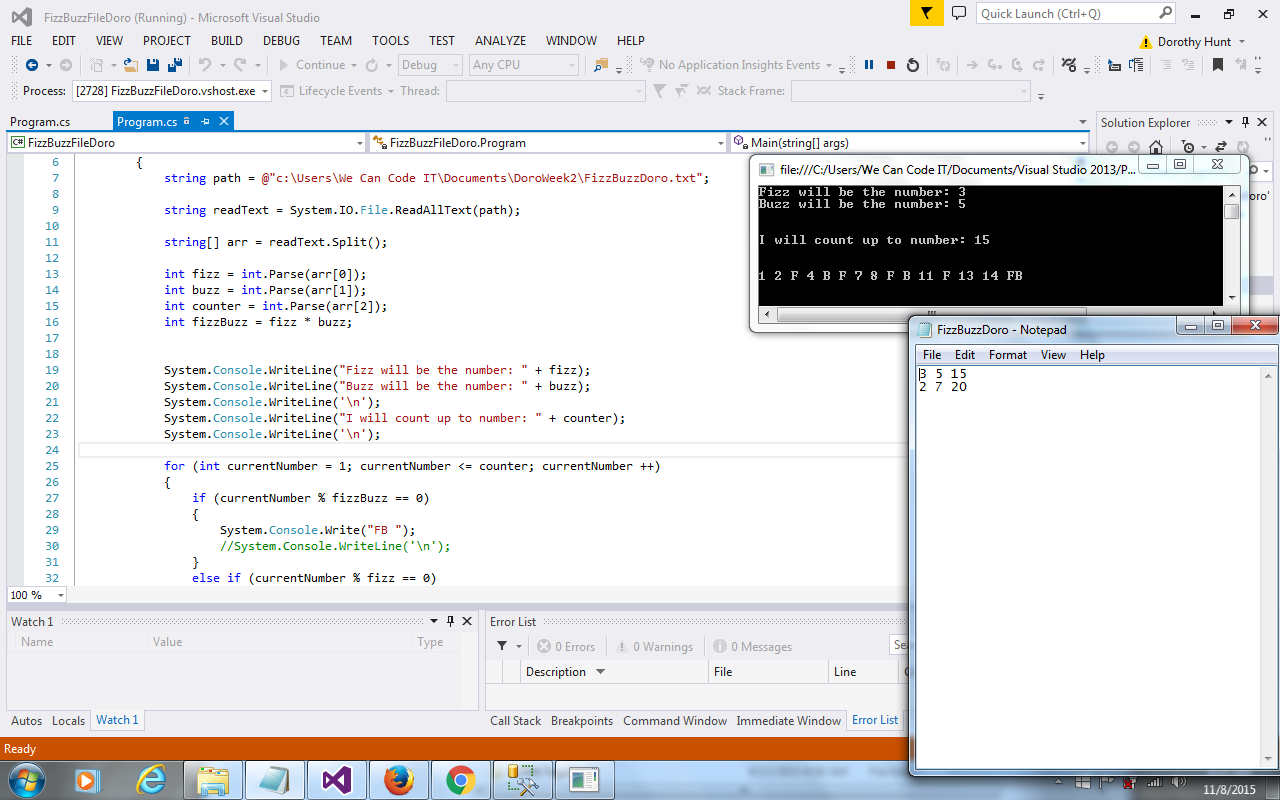 FizzBuzzFileDoro (Running) - Microsoft Visual Studio
Quick Launch (Ctrl+Q)
FILE EDIT VIEW PROJECT BUILD DEBUG TEAM TOOLS TEST ANALYZE WINDOW HELP
Dorothy Hunt
Continue Debug Any CPU No Application Insights Events
Process: [2728] FizzBuzzFileDoro.vshost.exe Lifecycle Events Thread: Stack Frame:
Program.cs Program.cs
Solution Explorer
C# FizzBuzzFileDoro FizzBuzzFileDoro.Program Main(string[] args)
6 {
7 string path = @"c:\Users\We Can Code IT\Documents\DoroWeek2\FizzBuzzDoro.txt";
8
9 string readText = System.IO.File.ReadAllText(path);
10
11 string[] arr = readText.Split();
12
13 int fizz = int.Parse(arr[0]);
14 int buzz = int.Parse(arr[1]);
15 int counter = int.Parse(arr[2]);
16 int fizzBuzz = fizz * buzz;
17
18
19 System.Console.WriteLine("Fizz will be the number: " + fizz);
20 System.Console.WriteLine("Buzz will be the number: " + buzz);
21 System.Console.WriteLine('\n');
22 System.Console.WriteLine("I will count up to number: " + counter);
23 System.Console.WriteLine('\n');
24
25 for (int currentNumber = 1; currentNumber <= counter; currentNumber ++)
26 {
27 if (currentNumber % fizzBuzz == 0)
28 {
29 System.Console.Write("FB ");
30 //System.Console.WriteLine('\n');
31 }
32 else if (currentNumber % fizz == 0)
100 %
file:///C:/Users/We Can Code IT/Documents/Visual Studio 2013/P...
Fizz will be the number: 3
Buzz will be the number: 5
I will count up to number: 15
1 2 F 4 B F 7 8 F B 11 F 13 14 FB
oro'
FizzBuzzDoro - Notepad
File Edit Format View Help
3 5 15
2 7 20
Watch 1
Name Value Type
Autos Locals Watch 1
Error List
0 Errors 0 Warnings 0 Messages
Description File Line
Call Stack Breakpoints Command Window Immediate Window Error List
Ready
11/8/2015